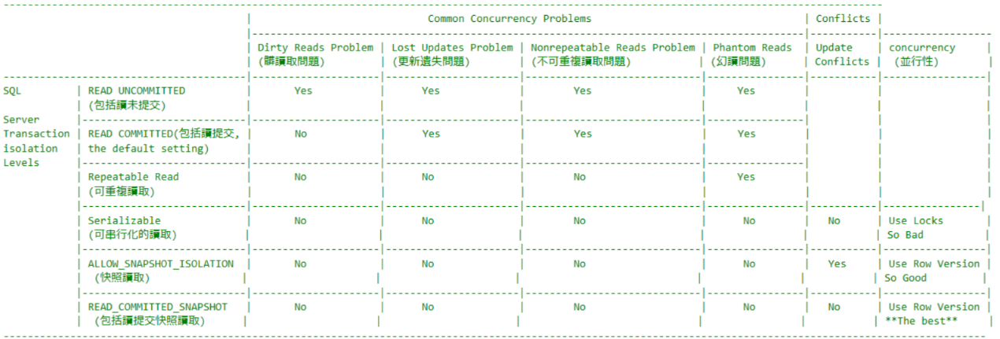 Common Concurrency Problems | Conflicts |
| Dirty Reads Problem | Lost Updates Problem | Nonrepeatable Reads Problem | Phantom Reads | Update | concurrency |
| (髒讀取問題) | (更新遺失問題) | (不可重複讀取問題) | (幻讀問題) | Conflicts | (並行性) |
SQL | READ UNCOMMITTED | Yes | Yes | Yes | Yes | | |
| (包括讀未提交) | | | | | | |
Server
Transaction | READ COMMITTED(包括讀提交, | No | Yes | Yes | Yes | | |
isolation | the default setting) | | | | | | |
Levels
| Repeatable Read | No | No | No | Yes | | |
| (可重複讀取) | | | | | | |
| Serializable | No | No | No | No | No | Use Locks |
| (可串行化的讀取) | | | | | | So Bad |
| ALLOW_SNAPSHOT_ISOLATION | No | No | No | No | Yes | Use Row Version |
| (快照讀取) | | | | | | So Good |
| READ_COMMITTED_SNAPSHOT | No | No | No | No | No | Use Row Version |
| (包括讀提交快照讀取) | | | | | | **The best** |